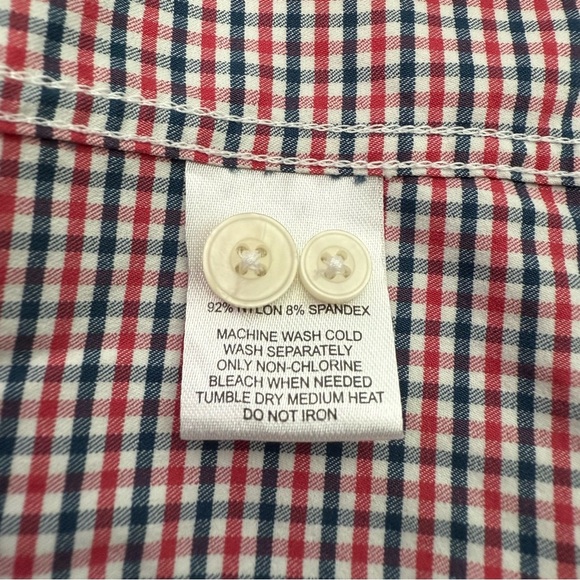 92% NYLON 8% SPANDEX
MACHINE WASH COLD
WASH SEPARATELY
ONLY NON-CHLORINE
BLEACH WHEN NEEDED
TUMBLE DRY MEDIUM HEAT
DO NOT IRON